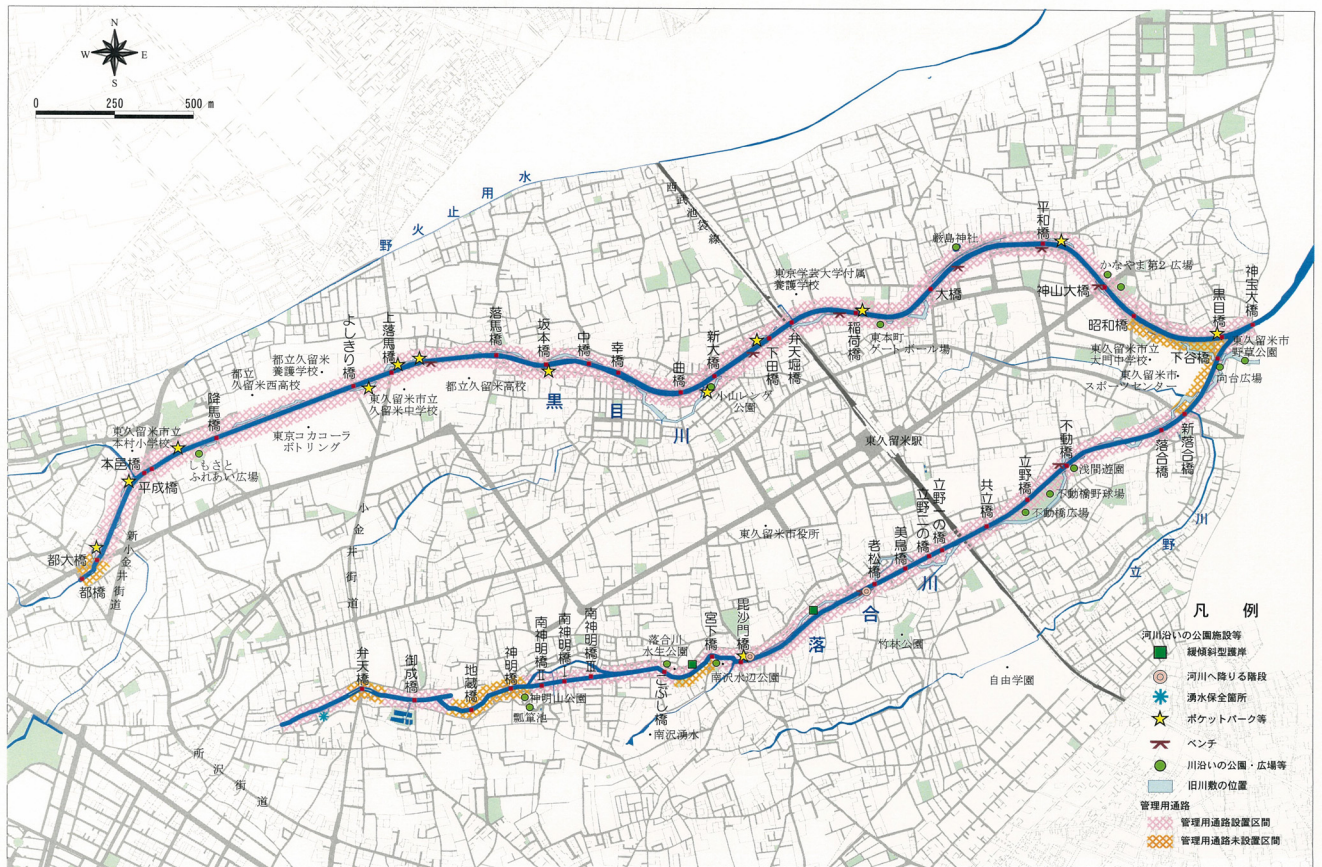 N
W E
S
0 250 500 m
野火止用水
西武池袋線
平和橋
厳島神社
かなやま第2 広場
神宝大橋
東京学芸大学付属
養護学校
大橋
神山大橋
黒目橋
昭和橋
下谷橋
東久留米市
野草公園
東久留米市立
大門中学校
東久留米市
スポーツセンター
向台広場
稲荷橋
東本町
ゲートボール場
弁天堀橋
下田橋
新大橋
小山レンゲ
公園
曲橋
幸橋
中橋
坂本橋
落馬橋
上落馬橋
よしきり橋
都立久留米
養護学校
都立
久留米西高校
都立久留米高校
東久留米市立
久留米中学校
黒目川
降馬橋
東久留米市立
本村小学校
東京コカコーラ
ボトリング
しもさと
ふれあい広場
本邑橋
平成橋
都大橋
都橋
新小金井街道
小金井街道
所沢街道
東久留米駅
東久留米市役所
新落合橋
落合橋
不動橋
浅間遊園
不動橋野球場
不動橋広場
立野橋
共立橋
立野一の橋
立野二の橋
美鳥橋
老松橋
落合川
立野川
竹林公園
自由学園
毘沙門橋
宮下橋
南沢水辺公園
落合川
水生公園
こぶし橋
南沢湧水
南神明橋Ⅲ
南神明橋Ⅰ
南神明橋Ⅱ
神明橋
神明山公園
瓢箪池
地蔵橋
御成橋
弁天橋
凡 例
河川沿いの公園施設等
緩傾斜型護岸
河川へ降りる階段
湧水保全箇所
ポケットパーク等
ベンチ
川沿いの公園・広場等
旧川敷の位置
管理用通路
管理用通路設置区間
管理用通路未設置区間